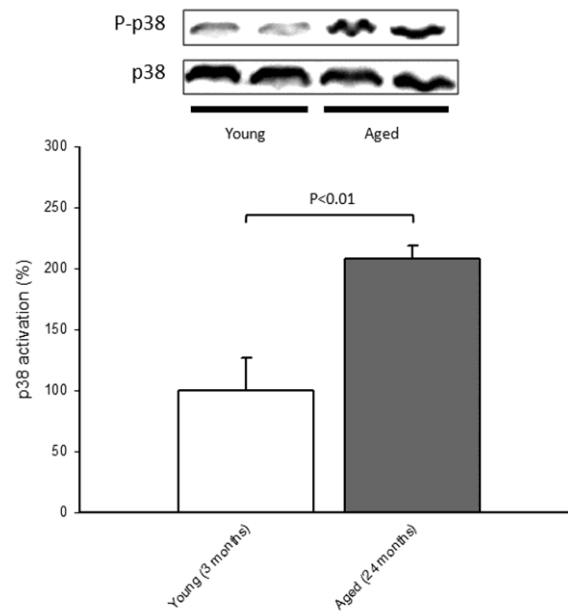 P-p38
p38
Young Aged
300
P<0.01
250
200
150
100
50
0
p38 activation (%)
Young (3 months)
Aged (24 months)